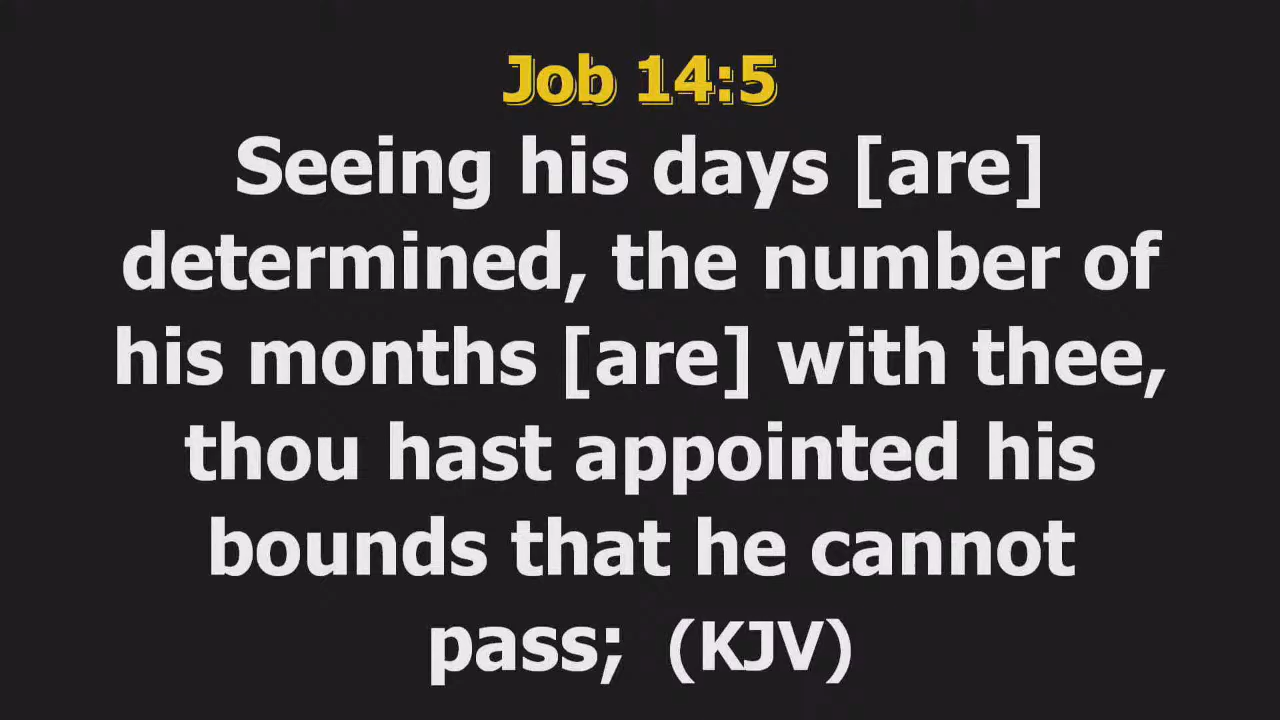 Job 14:5
Seeing his days [are]
determined, the number of
his months [are] with thee,
thou hast appointed his
bounds that he cannot
pass;  (KJV)